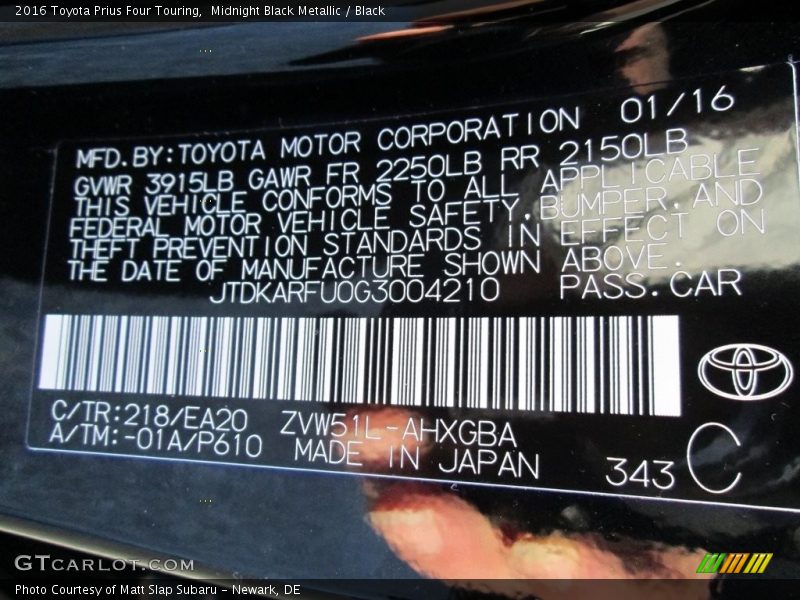 2016 Toyota Prius Four Touring,  Midnight Black Metallic / Black
MFD.BY:TOYOTA MOTOR CORPORATION 01/16
GVWR 3915LB GAWR FR 2250LB RR 2150LB
THIS VEHICLE CONFORMS TO ALL APPLICABLE
FEDERAL MOTOR VEHICLE SAFETY,BUMPER,AND
THEFT PREVENTION STANDARDS IN EFFECT ON
THE DATE OF MANUFACTURE SHOWN ABOVE.
JTDKARFU0G3004210 PASS.CAR
C/TR:218/EA20 ZVW51L-AHXGBA
A/TM:-01A/P610 MADE IN JAPAN
343 C
GTCARLOT.COM
Photo Courtesy of Matt Slap Subaru - Newark, DE